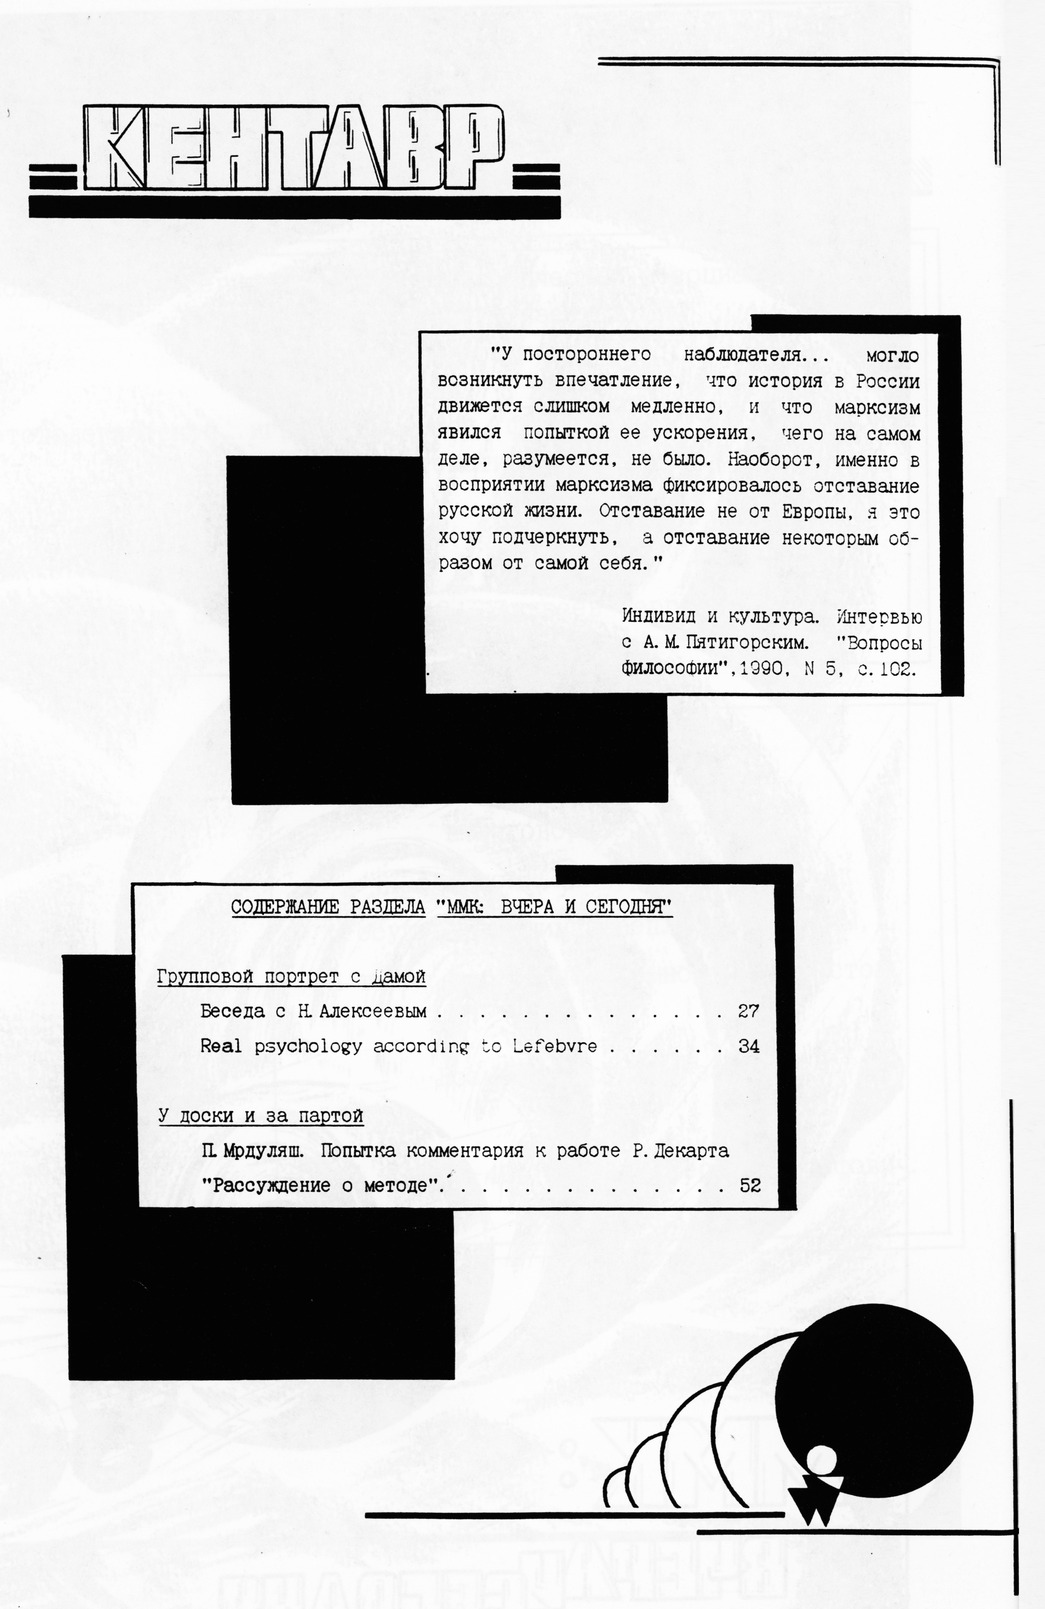 КЕНТАВР
"У постороннего наблюдателя... могло
возникнуть впечатление, что история в России
движется слишком медленно, и что марксизм
явился попыткой ее ускорения, чего на самом
деле, разумеется, не было. Наоборот, именно в
восприятии марксизма фиксировалось отставание
русской жизни. Отставание не от Европы, я это
хочу подчеркнуть, а отставание некоторым об-
разом от самой себя."
Индивид и культура. Интервью
с А.М.Пятигорским. "Вопросы
философии",1990, N 5, с.102.
СОДЕРЖАНИЕ РАЗДЕЛА "ММК: ВЧЕРА И СЕГОДНЯ"
Групповой портрет с дамой
Беседа с Н.Алексеевым . . . . . . . . . . . . . . 27
Real psychology according to Lefebvre . . . . . . 34
У доски и за партой
П.Мрдуляш. Попытка комментария к работе Р.Декарта
"Рассуждение о методе". . . . . . . . . . . . . . 52